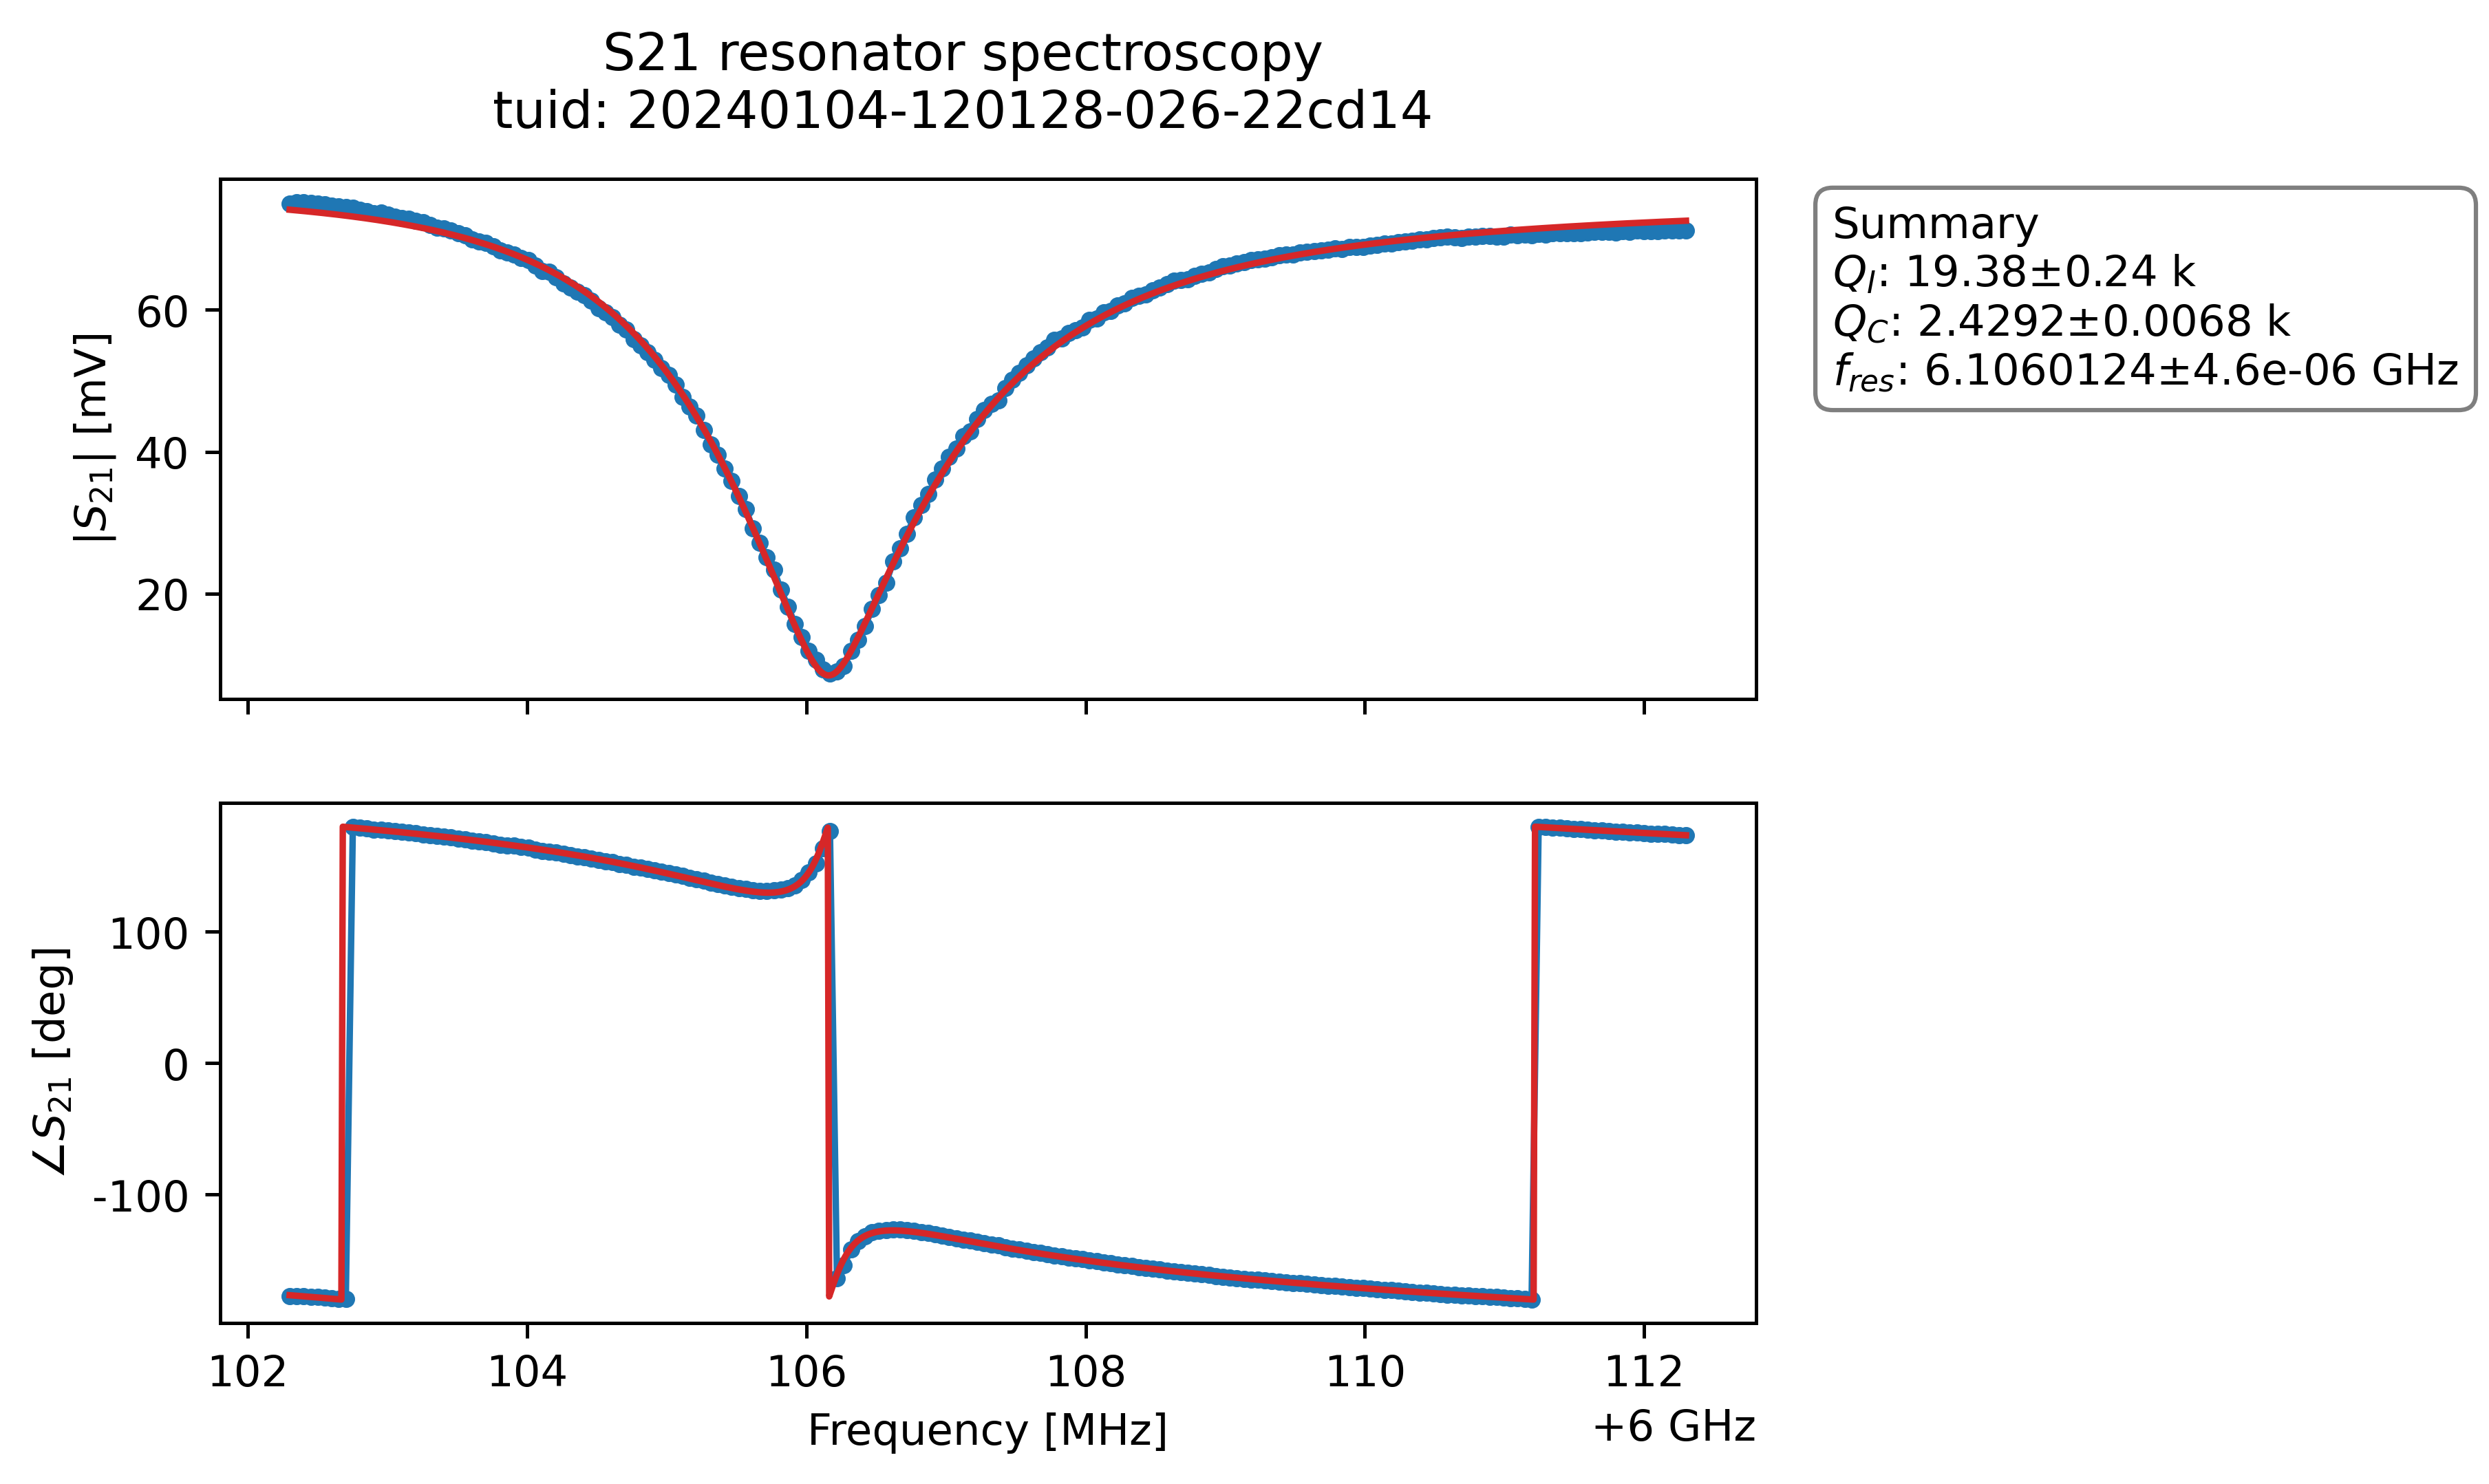 S21 resonator spectroscopy
tuid: 20240104-120128-026-22cd14
|S21| [mV]
60
40
20
Summary
QI: 19.38±0.24 k
QC: 2.4292±0.0068 k
fres: 6.1060124±4.6e-06 GHz
∠S21 [deg]
100
0
-100
102 104 106 108 110 112
Frequency [MHz]
+6 GHz